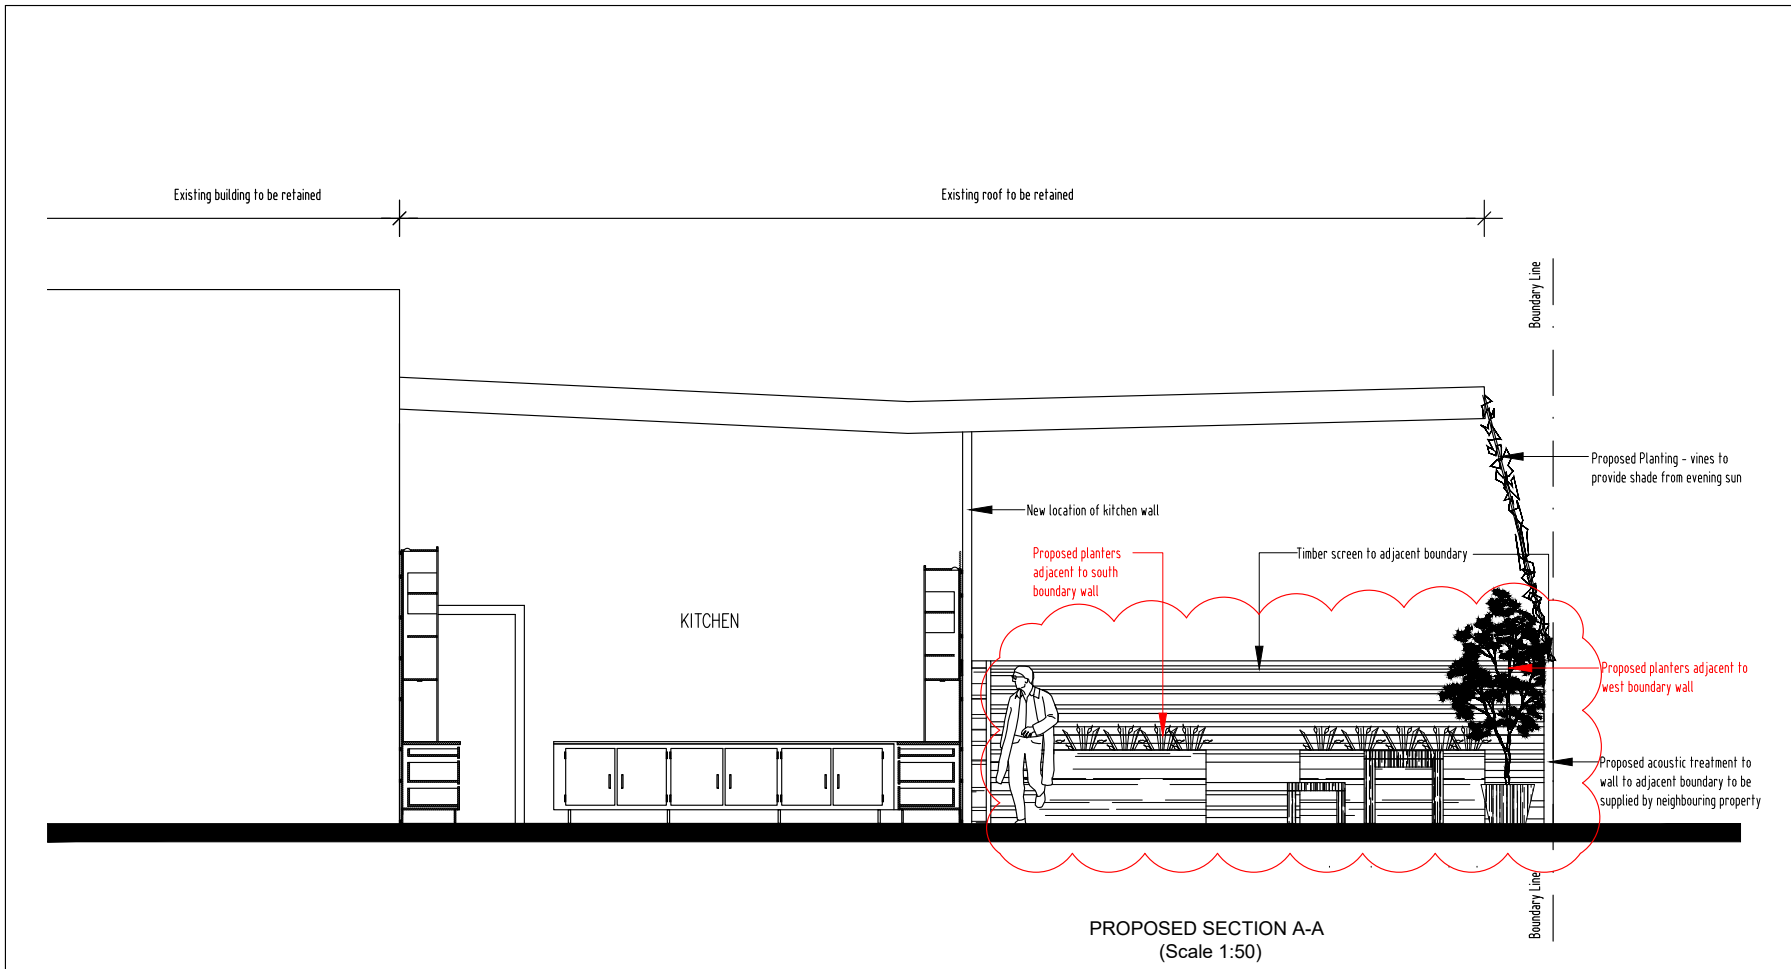 Existing building to be retained
Existing roof to be retained
Boundary Line
Proposed Planting - vines to
provide shade from evening sun
New location of kitchen wall
Proposed planters
adjacent to south
boundary wall
Timber screen to adjacent boundary
KITCHEN
Proposed planters adjacent to
west boundary wall
Proposed acoustic treatment to
wall to adjacent boundary to be
supplied by neighbouring property
Boundary Line
PROPOSED SECTION A-A
(Scale 1:50)